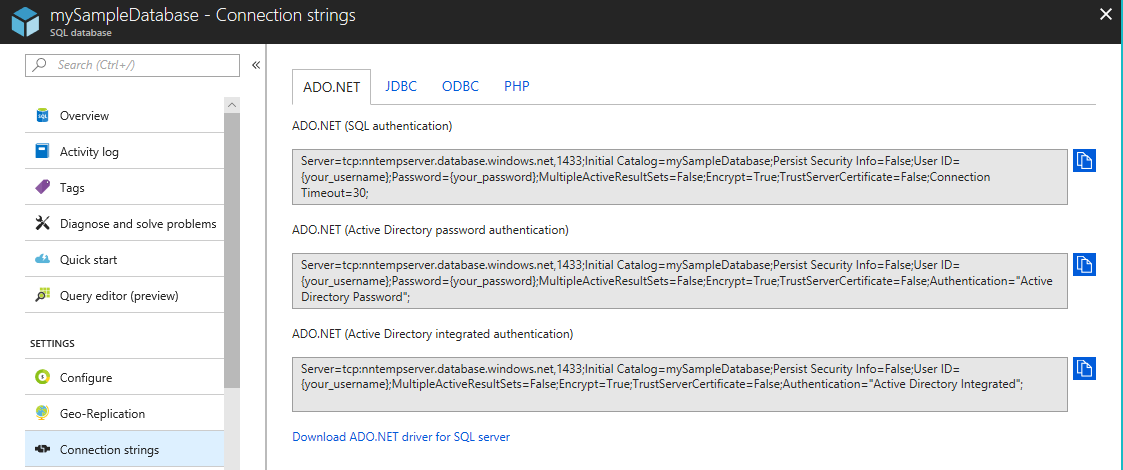 mySampleDatabase - Connection strings
SQL database
Search (Ctrl+/)
Overview
Activity log
Tags
Diagnose and solve problems
Quick start
Query editor (preview)
SETTINGS
Configure
Geo-Replication
Connection strings
ADO.NET JDBC ODBC PHP
ADO.NET (SQL authentication)
Server=tcp:nntempserver.database.windows.net,1433;Initial Catalog=mySampleDatabase;Persist Security Info=False;User ID=
{your_username};Password={your_password};MultipleActiveResultSets=False;Encrypt=True;TrustServerCertificate=False;Connection
Timeout=30;
ADO.NET (Active Directory password authentication)
Server=tcp:nntempserver.database.windows.net,1433;Initial Catalog=mySampleDatabase;Persist Security Info=False;User ID=
{your_username};Password={your_password};MultipleActiveResultSets=False;Encrypt=True;TrustServerCertificate=False;Authentication="Active
Directory Password";
ADO.NET (Active Directory integrated authentication)
Server=tcp:nntempserver.database.windows.net,1433;Initial Catalog=mySampleDatabase;Persist Security Info=False;User ID=
{your_username};MultipleActiveResultSets=False;Encrypt=True;TrustServerCertificate=False;Authentication="Active Directory Integrated";
Download ADO.NET driver for SQL server